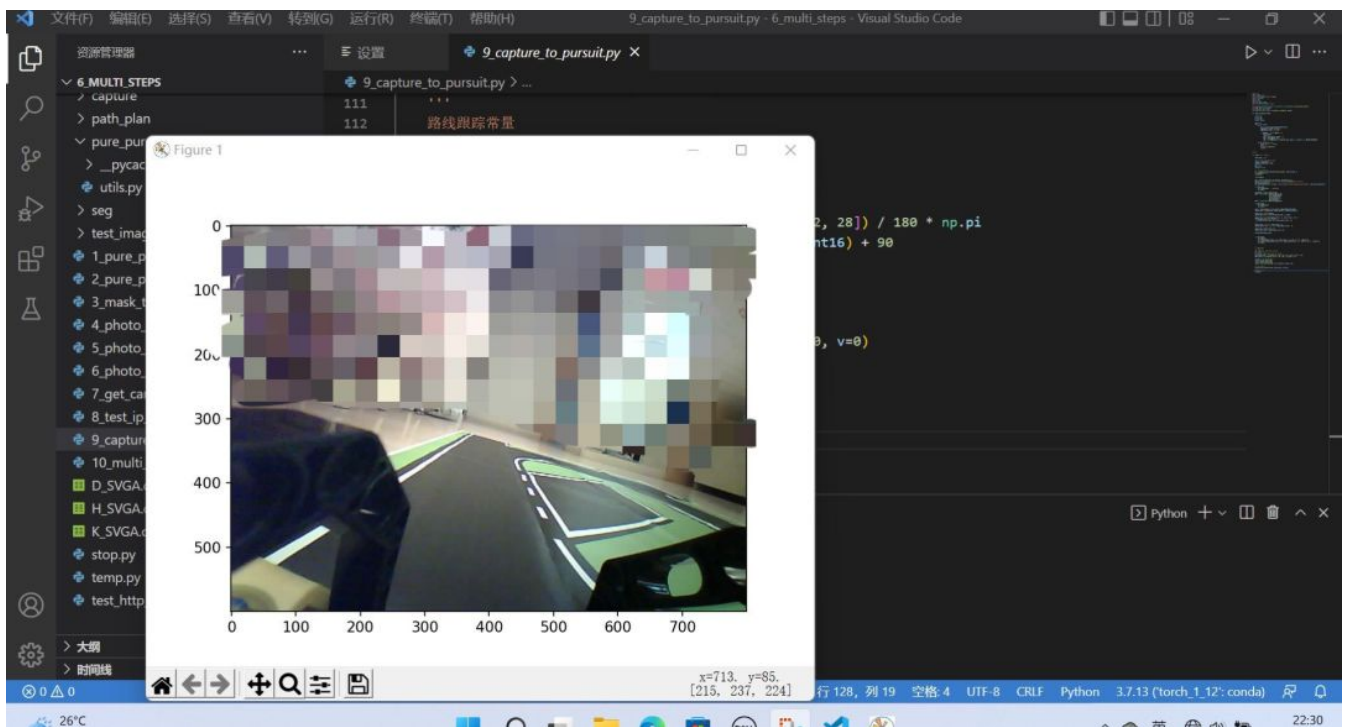 文件(F) 编辑(E) 选择(S) 查看(V) 转到(G) 运行(R) 终端(T) 帮助(H)
9_capture_to_pursuit.py - 6_multi_steps - Visual Studio Code
资源管理器
设置
9_capture_to_pursuit.py
6_MULTI_STEPS
9_capture_to_pursuit.py > ...
capture
path_plan
pure_pur
__pycac
utils.py
seg
test_imag
1_pure_p
2_pure_p
3_mask_t
4_photo_
5_photo_
6_photo_
7_get_ca
8_test_ip
9_captur
10_multi_
D_SVGA.
H_SVGA.
K_SVGA.
stop.py
temp.py
test_http
大纲
时间线
111 '''
112 路线跟踪常量
2, 28]) / 180 * np.pi
nt16) + 90
0, v=0)
Figure 1
0
100
200
300
400
500
0 100 200 300 400 500 600 700
x=713. y=85.
[215, 237, 224]
Python
0 0
行 128, 列 19 空格: 4 UTF-8 CRLF Python 3.7.13 ('torch_1_12': conda)
26°C
英
22:30